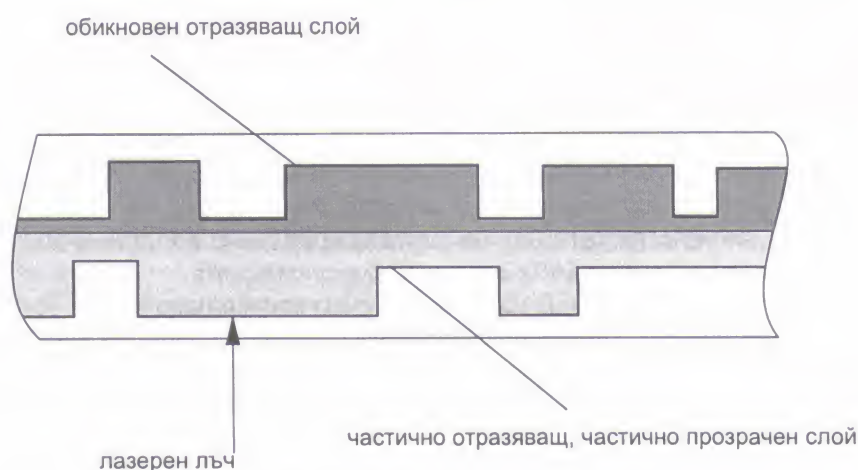 обикновен отразяващ слой
частично отразяващ, частично прозрачен слой
лазерен лъч